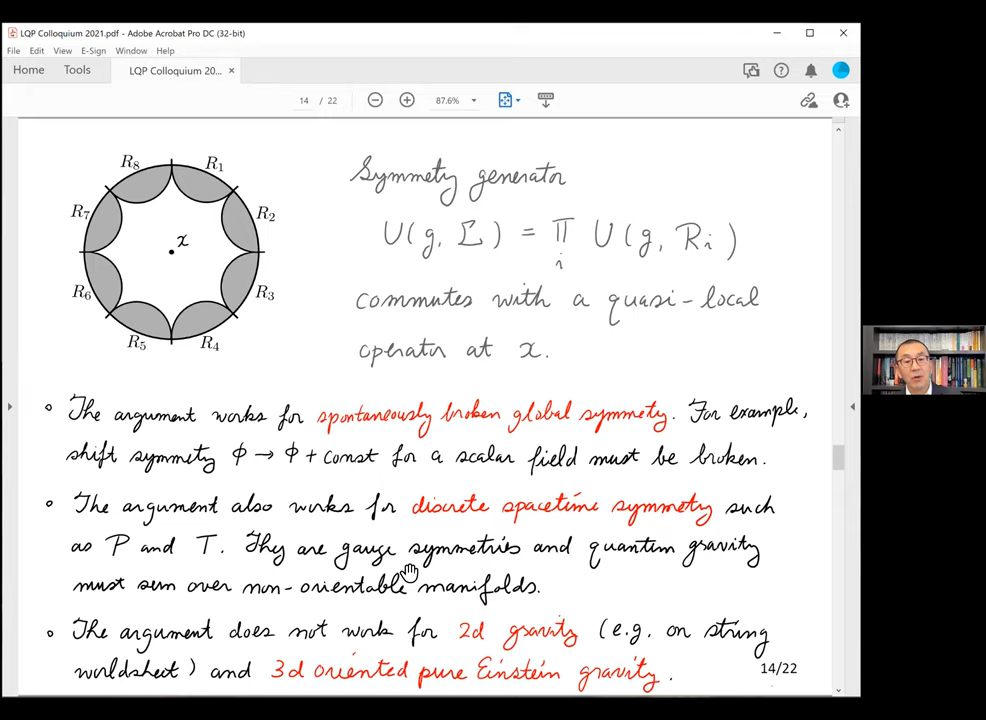 LQP Colloquium 2021.pdf - Adobe Acrobat Pro DC (32-bit)
File Edit View E-Sign Window Help
Home Tools LQP Colloquium 20... ×
14 / 22 87.6%
R8 R1
R7 R2
x
R6 R3
R5 R4
Symmetry generator
U(g, Σ) = Π U(g, Ri)
i
commutes with a quasi-local
operator at x.
° The argument works for spontaneously broken global symmetry. For example,
shift symmetry Φ → Φ + const for a scalar field must be broken.
° The argument also works for discrete spacetime symmetry such
as P and T. They are gauge symmetries and quantum gravity
must sum over non-orientable manifolds.
° The argument does not work for 2d gravity (e.g. on string
worldsheet) and 3d oriented pure Einstein gravity.
14/22